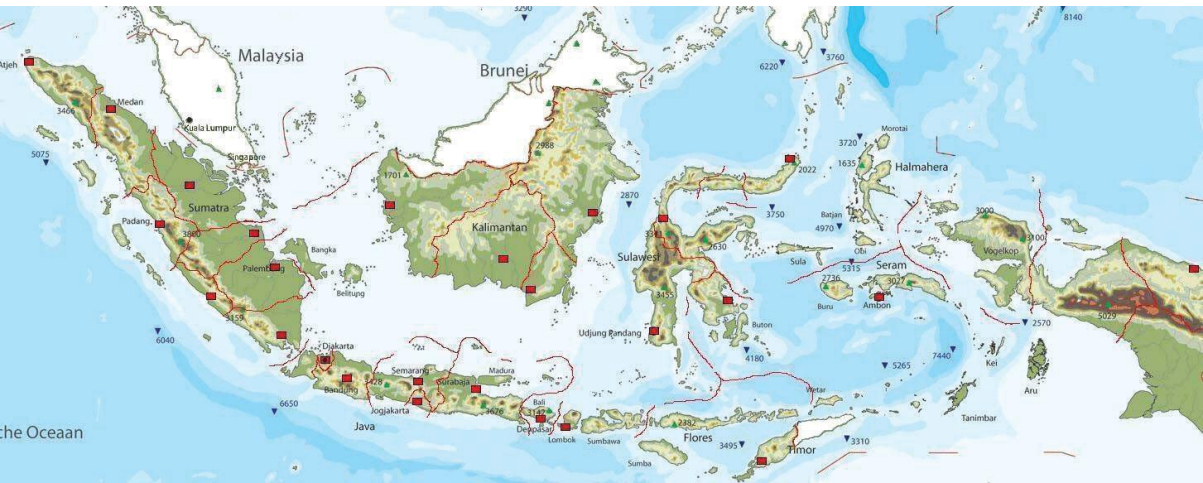 3290
8140
Malaysia
3760
6220
Atjeh
Brunei
Medan
3466
Kuala Lumpur
Morotai
3720
2988
5075
Singapore
1635
2022
Halmahera
1701
2870
Sumatra
3750
Batjan
3000
Padang
4970
Kalimantan
3100
3800
Vogelkop
2630
Obi
Sulawesi
Sula
Bangka
5315
Seram
Palembang
2736
3027
3455
Belitung
Buru
Ambon
5029
3159
Buton
2570
6040
Udjung Pandang
Djakarta
4180
7440
Kei
5265
Semarang
Madura
Surabaja
3428
Bandung
Aru
Wetar
6650
Jogjakarta
3676
Bali
3142
Tanimbar
Denpasar
2382
the Oceaan
Java
Lombok
Sumbawa
Flores
3495
3310
Timor
Sumba